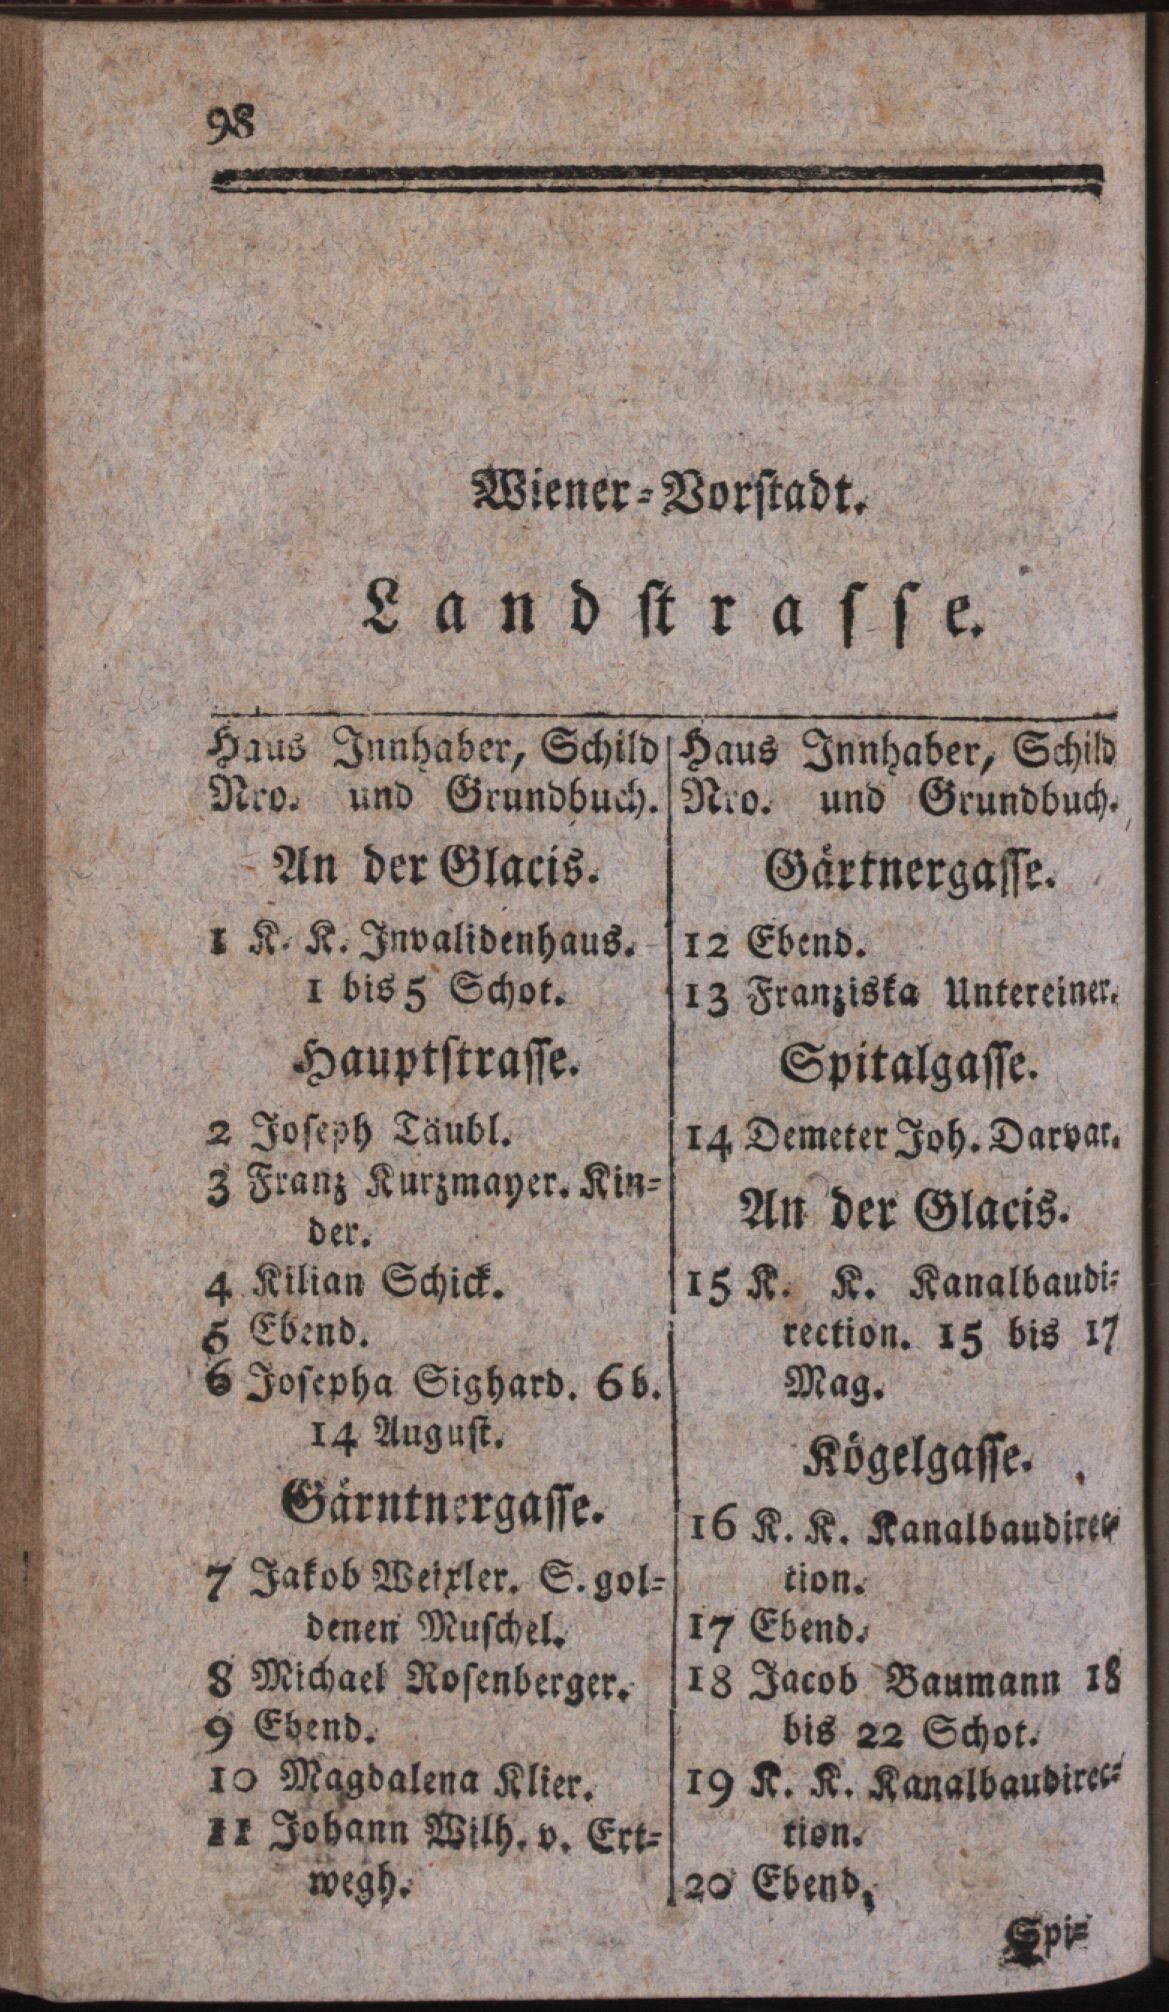 98
Wiener-Vorstadt.
Landstrasse.
Haus Innhaber, Schild
Nro. und Grundbuch.
An der Glacis.
1 K. K. Invalidenhaus.
1 bis 5 Schot.
Hauptstrasse.
2 Joseph Täubl.
3 Franz Kurzmayer. Kin-
der.
4 Kilian Schick.
5 Ebend.
6 Josepha Sighard. 6 b.
14 August.
Gärntnergasse.
7 Jakob Weixler. S. gol-
denen Muschel.
8 Michael Rosenberger.
9 Ebend.
10 Magdalena Klier.
11 Johann Wilh. v. Ert-
wegh.
Haus Innhaber, Schild
Nro. und Grundbuch.
Gärtnergasse.
12 Ebend.
13 Franziska Untereiner.
Spitalgasse.
14 Demeter Joh. Darvar.
An der Glacis.
15 K. K. Kanalbaudi-
rection. 15 bis 17
Mag.
Kögelgasse.
16 K. K. Kanalbaudirec-
tion.
17 Ebend.
18 Jacob Baumann 18
bis 22 Schot.
19 K. K. Kanalbaudirec-
tion.
20 Ebend.
Spi-